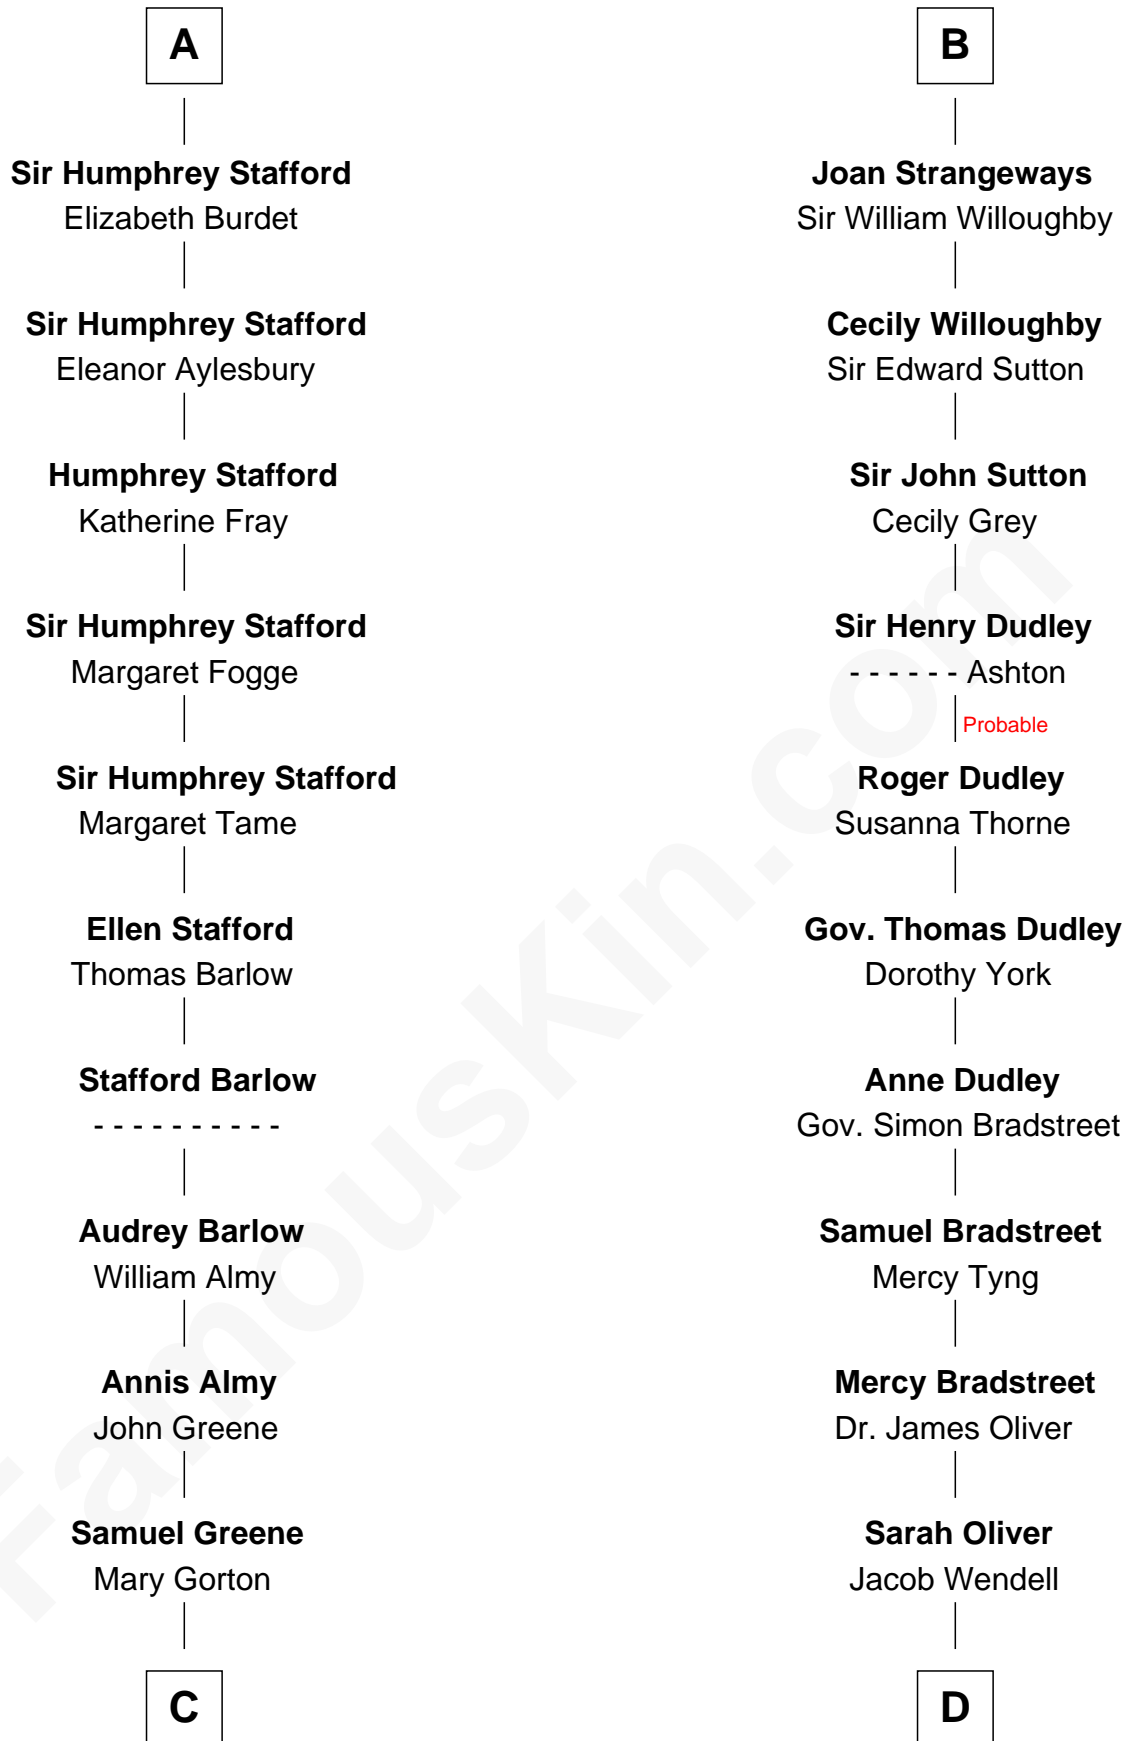 A
Sir Humphrey Stafford
Elizabeth Burdet
Sir Humphrey Stafford
Eleanor Aylesbury
Humphrey Stafford
Katherine Fray
Sir Humphrey Stafford
Margaret Fogge
Sir Humphrey Stafford
Margaret Tame
Ellen Stafford
Thomas Barlow
Stafford Barlow
- - - - - - - - - -
Audrey Barlow
William Almy
Annis Almy
John Greene
Samuel Greene
Mary Gorton
C
B
Joan Strangeways
Sir William Willoughby
Cecily Willoughby
Sir Edward Sutton
Sir John Sutton
Cecily Grey
Sir Henry Dudley
- - - - - - Ashton
Probable
Roger Dudley
Susanna Thorne
Gov. Thomas Dudley
Dorothy York
Anne Dudley
Gov. Simon Bradstreet
Samuel Bradstreet
Mercy Tyng
Mercy Bradstreet
Dr. James Oliver
Sarah Oliver
Jacob Wendell
D
FamousKin.com